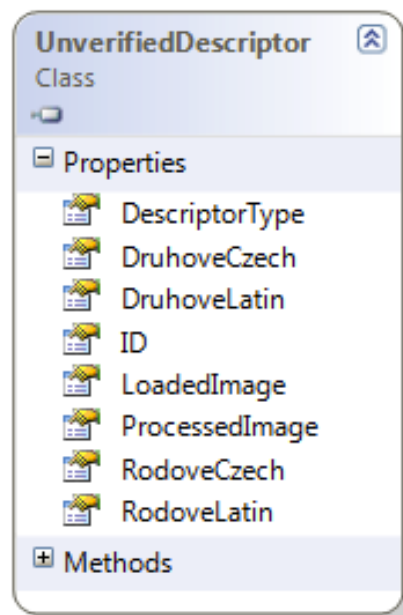 UnverifiedDescriptor
Class
Properties
DescriptorType
DruhoveCzech
DruhoveLatin
ID
LoadedImage
ProcessedImage
RodoveCzech
RodoveLatin
Methods